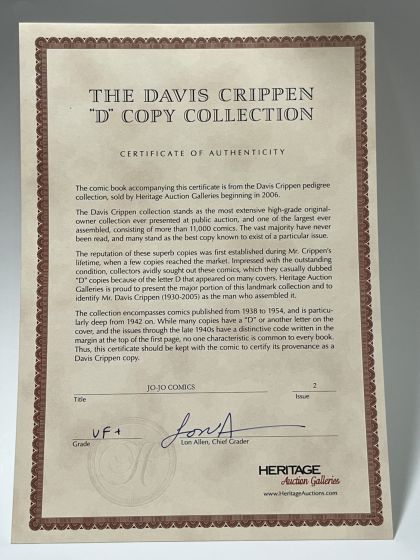 THE DAVIS CRIPPEN
"D" COPY COLLECTION
CERTIFICATE OF AUTHENTICITY
The comic book accompanying this certificate is from the Davis Crippen pedigree
collection, sold by Heritage Auction Galleries beginning in 2006.
The Davis Crippen collection stands as the most extensive high-grade original-
owner collection ever presented at public auction, and one of the largest ever
assembled, consisting of more than 11,000 comics. The vast majority have never
been read, and many stand as the best copy known to exist of a particular issue.
The reputation of these superb copies was first established during Mr. Crippen's
lifetime, when a few copies reached the market. Impressed with the outstanding
condition, collectors avidly sought out these comics, which they casually dubbed
"D" copies because of the letter D that appeared on many covers. Heritage Auction
Galleries is proud to present the major portion of this landmark collection and to
identify Mr. Davis Crippen (1930-2005) as the man who assembled it.
The collection encompasses comics published from 1938 to 1954, and is particu-
larly deep from 1942 on. While many copies have a "D" or another letter on the
cover, and the issues through the late 1940s have a distinctive code written in the
margin at the top of the first page, no one characteristic is common to every book.
Thus, this certificate should be kept with the comic to certify its provenance as a
Davis Crippen copy.
JO-JO COMICS 2
Title Issue
VF +
Grade Lon Allen, Chief Grader
HERITAGE
Auction Galleries
www.HeritageAuctions.com